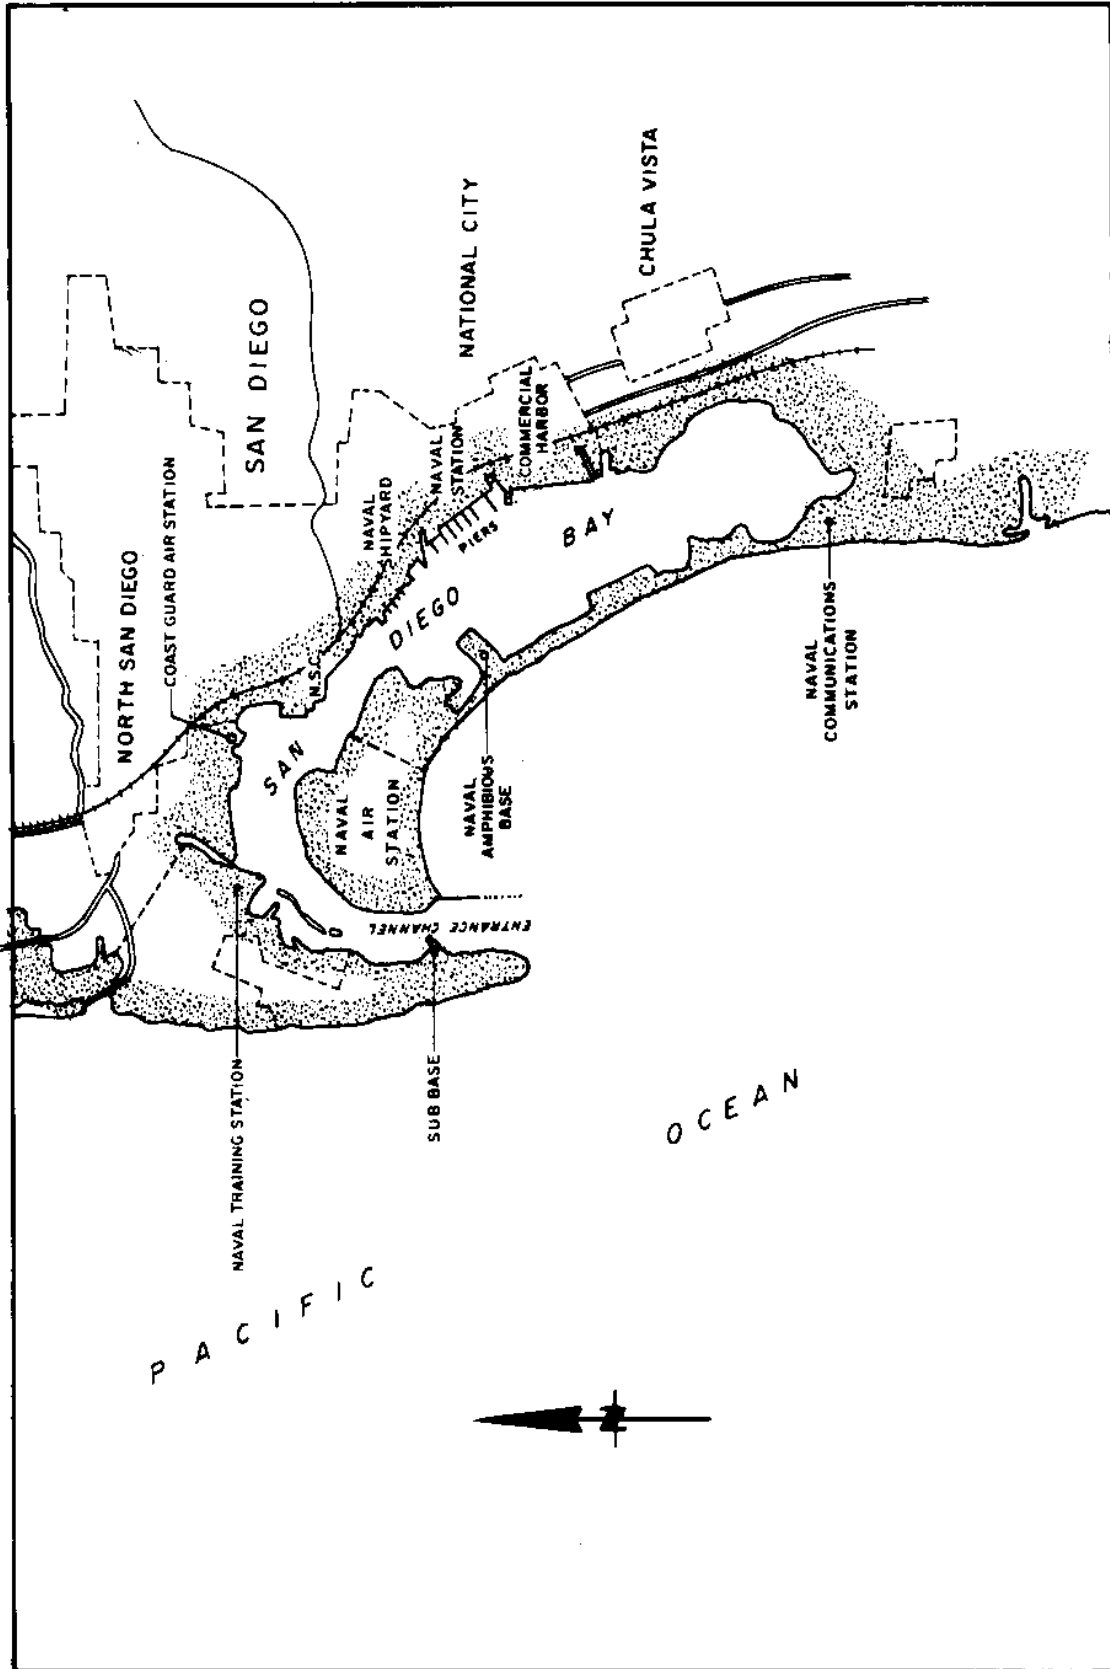 NORTH SAN DIEGO
COAST GUARD AIR STATION
SAN DIEGO
NATIONAL CITY
CHULA VISTA
N.S.C.
NAVAL
SHIPYARD
NAVAL
STATION
PIERS
COMMERCIAL
HARBOR
SAN DIEGO BAY
NAVAL
AIR
STATION
NAVAL
AMPHIBIOUS
BASE
NAVAL
COMMUNICATIONS
STATION
ENTRANCE CHANNEL
NAVAL TRAINING STATION
SUB BASE
PACIFIC OCEAN
N